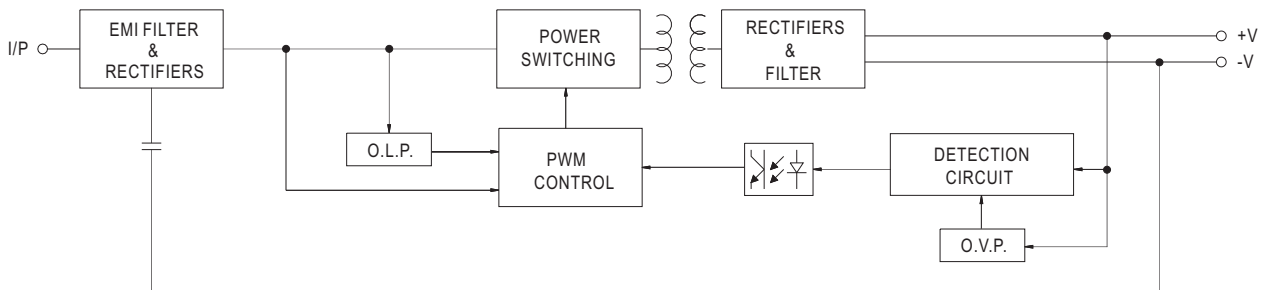 I/P
EMI FILTER
&
RECTIFIERS
POWER
SWITCHING
RECTIFIERS
&
FILTER
+V
-V
O.L.P.
PWM
CONTROL
DETECTION
CIRCUIT
O.V.P.